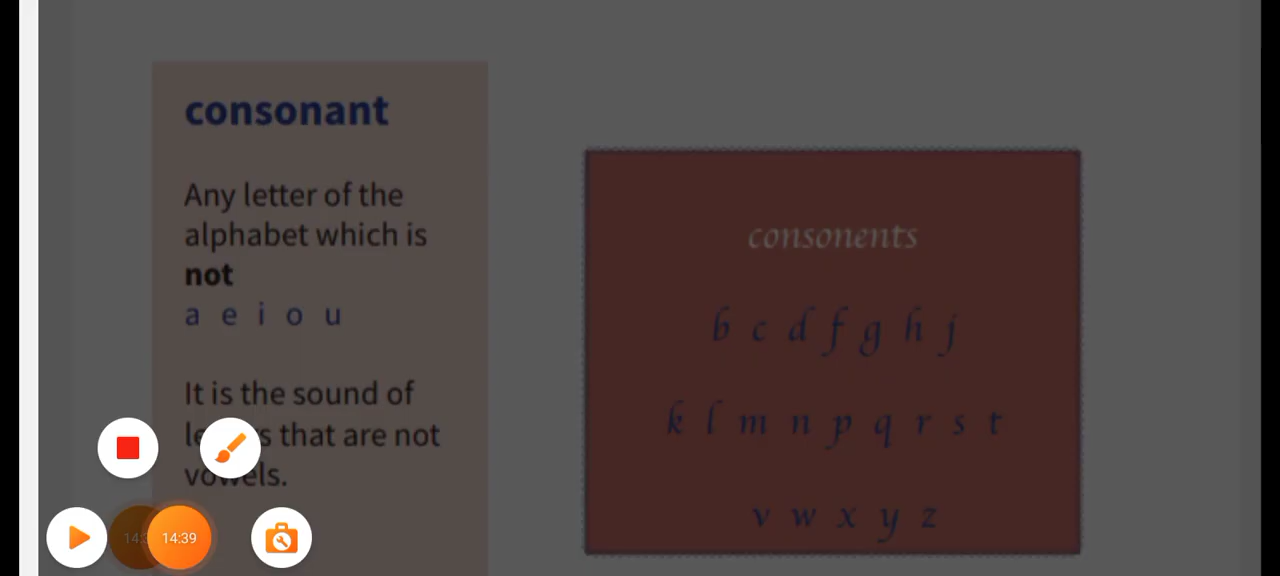 consonant
Any letter of the
alphabet which is
not
a e i o u
It is the sound of
that are not
vowels.
consonents
b c d f g h j
k l m n p q r s t
v w x y z
14:39